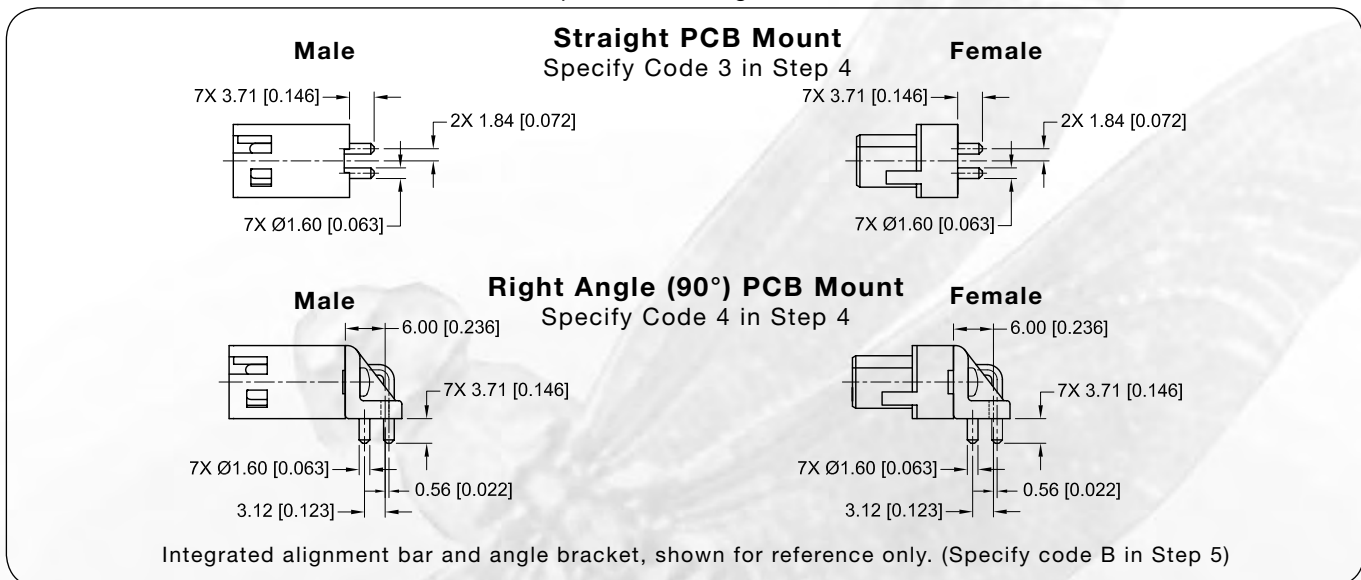 Straight PCB Mount
Specify Code 3 in Step 4
Male
7X 3.71 [0.146]
2X 1.84 [0.072]
7X Ø1.60 [0.063]
Female
7X 3.71 [0.146]
2X 1.84 [0.072]
7X Ø1.60 [0.063]
Right Angle (90°) PCB Mount
Specify Code 4 in Step 4
Male
6.00 [0.236]
7X 3.71 [0.146]
7X Ø1.60 [0.063]
0.56 [0.022]
3.12 [0.123]
Female
6.00 [0.236]
7X 3.71 [0.146]
7X Ø1.60 [0.063]
0.56 [0.022]
3.12 [0.123]
Integrated alignment bar and angle bracket, shown for reference only. (Specify code B in Step 5)